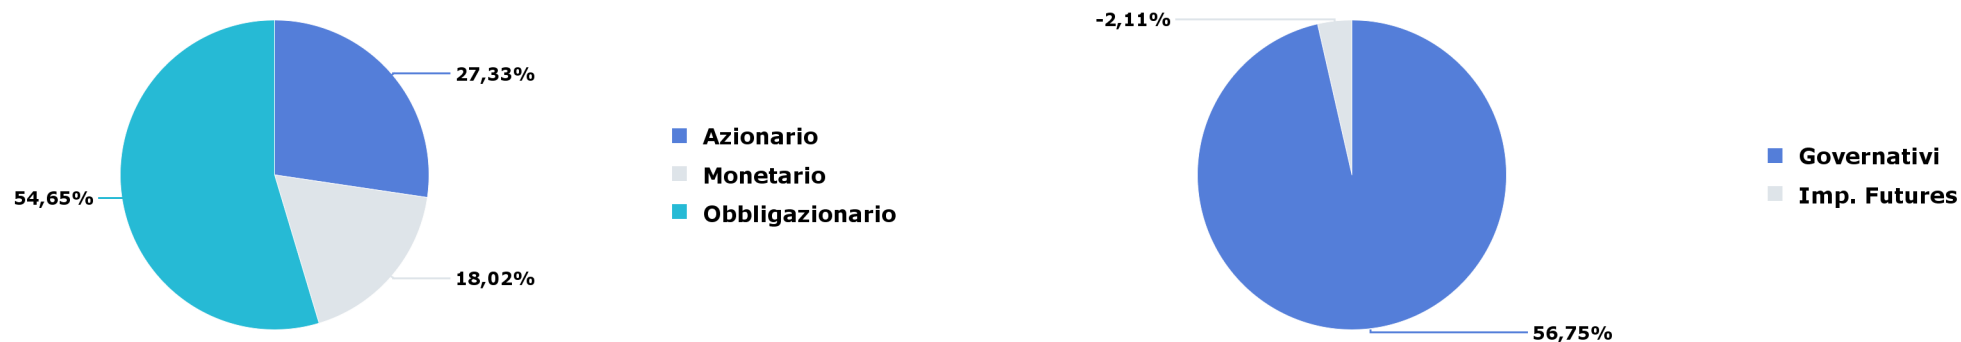 27,33%
54,65%
18,02%
Azionario
Monetario
Obbligazionario
-2,11%
56,75%
Governativi
Imp. Futures